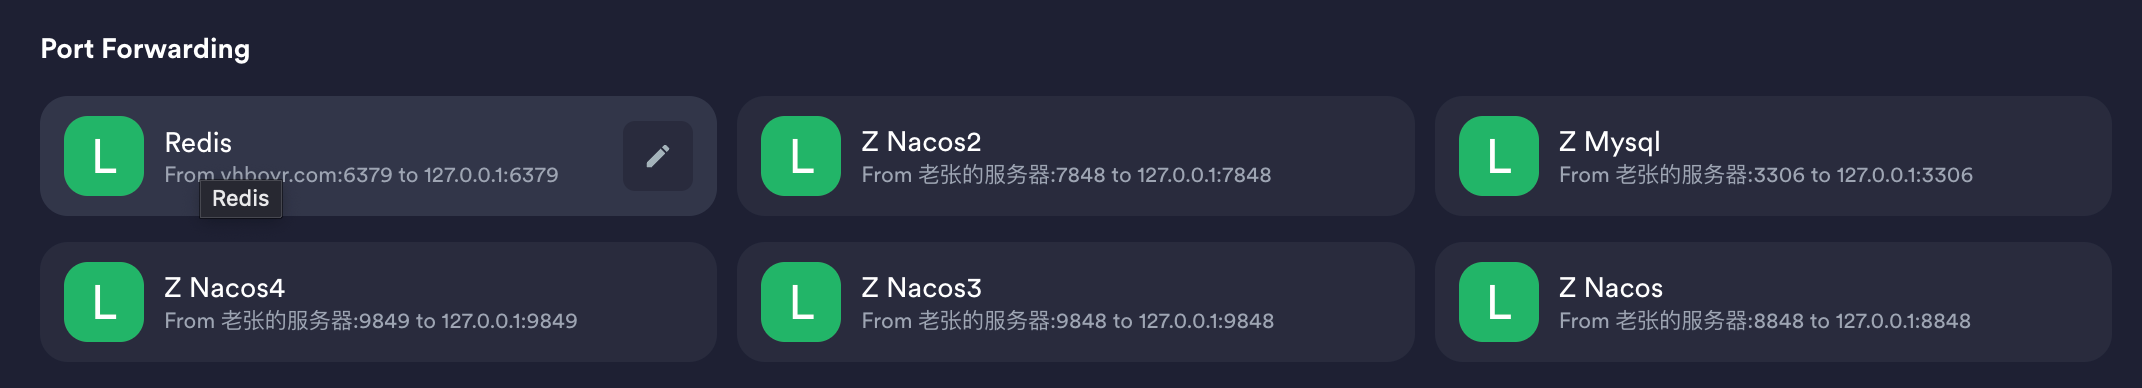 Port Forwarding
L
Redis
From yhbovr.com:6379 to 127.0.0.1:6379
Redis
L
Z Nacos2
From 老张的服务器:7848 to 127.0.0.1:7848
L
Z Mysql
From 老张的服务器:3306 to 127.0.0.1:3306
L
Z Nacos4
From 老张的服务器:9849 to 127.0.0.1:9849
L
Z Nacos3
From 老张的服务器:9848 to 127.0.0.1:9848
L
Z Nacos
From 老张的服务器:8848 to 127.0.0.1:8848